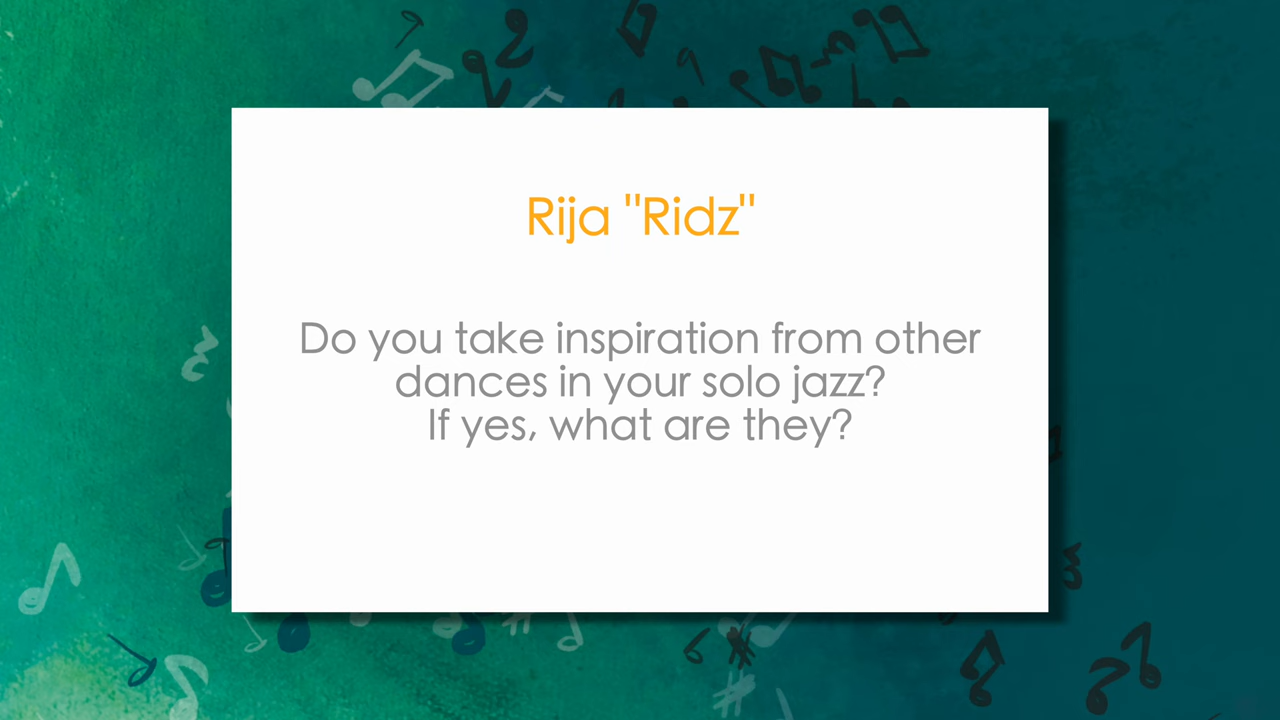 Rija "Ridz"
Do you take inspiration from other
dances in your solo jazz?
If yes, what are they?